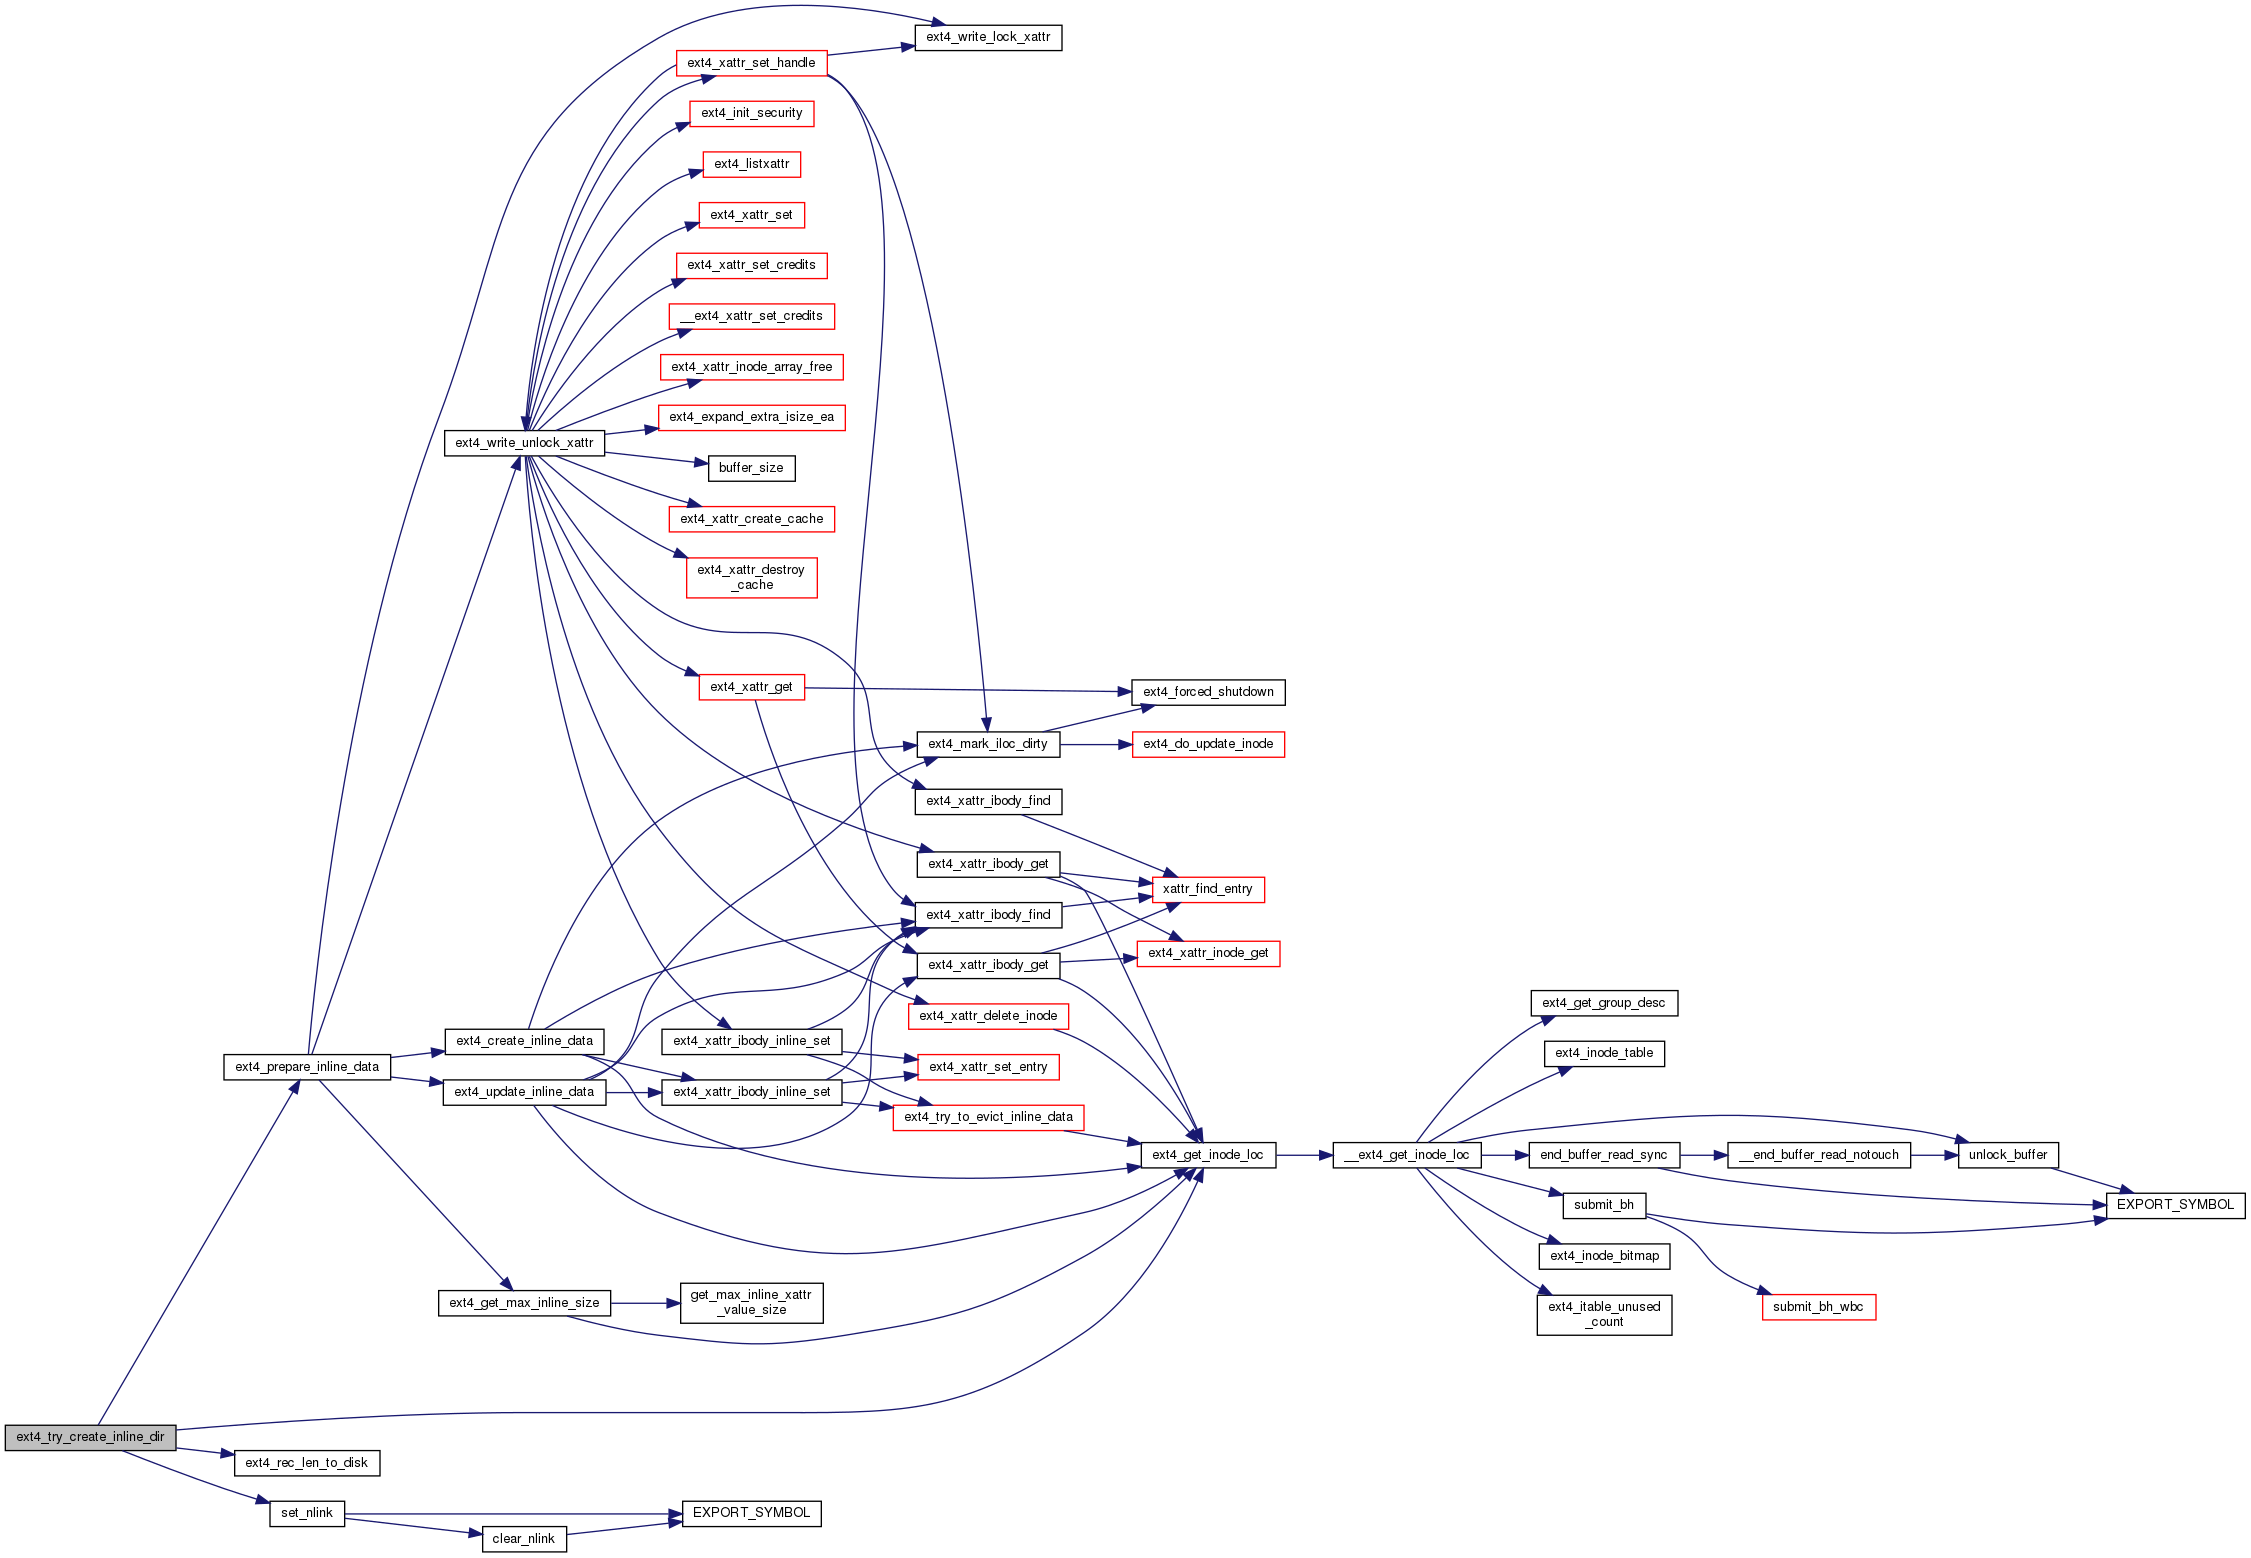 ext4_write_lock_xattr
ext4_xattr_set_handle
ext4_init_security
ext4_listxattr
ext4_xattr_set
ext4_xattr_set_credits
__ext4_xattr_set_credits
ext4_xattr_inode_array_free
ext4_expand_extra_isize_ea
ext4_write_unlock_xattr
buffer_size
ext4_xattr_create_cache
ext4_xattr_destroy
_cache
ext4_xattr_get
ext4_forced_shutdown
ext4_mark_iloc_dirty
ext4_do_update_inode
ext4_xattr_ibody_find
ext4_xattr_ibody_get
xattr_find_entry
ext4_xattr_ibody_find
ext4_xattr_inode_get
ext4_xattr_ibody_get
ext4_get_group_desc
ext4_xattr_delete_inode
ext4_create_inline_data
ext4_xattr_ibody_inline_set
ext4_inode_table
ext4_prepare_inline_data
ext4_xattr_set_entry
ext4_update_inline_data
ext4_xattr_ibody_inline_set
ext4_try_to_evict_inline_data
ext4_get_inode_loc
__ext4_get_inode_loc
end_buffer_read_sync
__end_buffer_read_notouch
unlock_buffer
submit_bh
EXPORT_SYMBOL
ext4_inode_bitmap
ext4_get_max_inline_size
get_max_inline_xattr
_value_size
ext4_itable_unused
_count
submit_bh_wbc
ext4_try_create_inline_dir
ext4_rec_len_to_disk
set_nlink
EXPORT_SYMBOL
clear_nlink